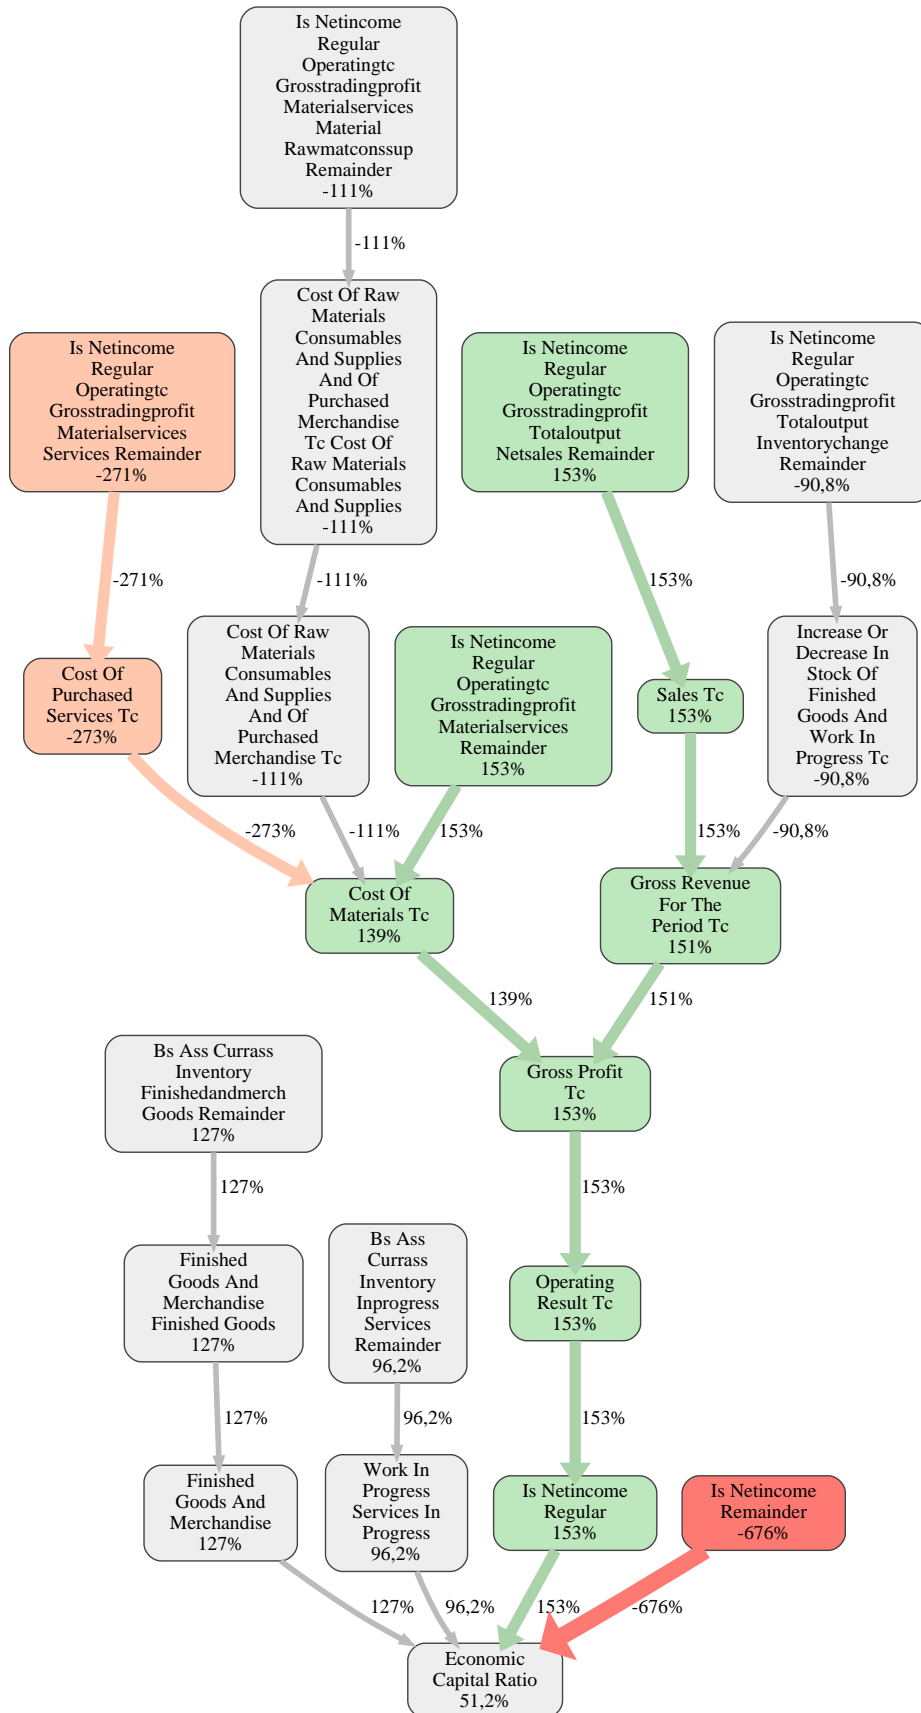 Is Netincome
Regular
Operatingtc
Grosstradingprofit
Materialservices
Material
Rawmatconssup
Remainder
-111%
-111%
Cost Of Raw
Materials
Consumables
And Supplies
And Of
Purchased
Merchandise
Tc Cost Of
Raw Materials
Consumables
And Supplies
-111%
Is Netincome
Regular
Operatingtc
Grosstradingprofit
Materialservices
Services Remainder
-271%
Is Netincome
Regular
Operatingtc
Grosstradingprofit
Totaloutput
Netsales Remainder
153%
Is Netincome
Regular
Operatingtc
Grosstradingprofit
Totaloutput
Inventorychange
Remainder
-90,8%
-271%
-111%
153%
-90,8%
Cost Of
Purchased
Services Tc
-273%
Cost Of Raw
Materials
Consumables
And Supplies
And Of
Purchased
Merchandise Tc
-111%
Is Netincome
Regular
Operatingtc
Grosstradingprofit
Materialservices
Remainder
153%
Sales Tc
153%
Increase Or
Decrease In
Stock Of
Finished
Goods And
Work In
Progress Tc
-90,8%
-273%
-111%
153%
153%
-90,8%
Cost Of
Materials Tc
139%
Gross Revenue
For The
Period Tc
151%
139%
151%
Bs Ass Currass
Inventory
Finishedandmerch
Goods Remainder
127%
Gross Profit
Tc
153%
127%
153%
Finished
Goods And
Merchandise
Finished Goods
127%
Bs Ass
Currass
Inventory
Inprogress
Services
Remainder
96,2%
Operating
Result Tc
153%
127%
96,2%
153%
Finished
Goods And
Merchandise
127%
Work In
Progress
Services In
Progress
96,2%
Is Netincome
Regular
153%
Is Netincome
Remainder
-676%
127%
96,2%
153%
-676%
Economic
Capital Ratio
51,2%